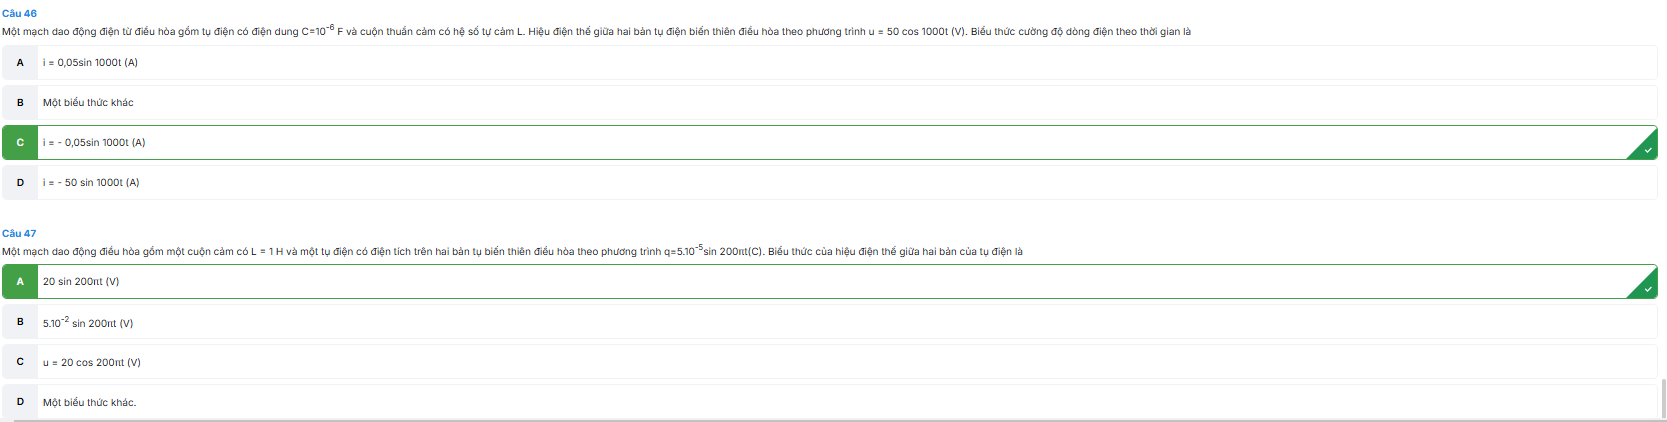 Câu 46
Một mạch dao động điện từ điều hòa gồm tụ điện có điện dung C=10⁻⁶ F và cuộn thuần cảm có hệ số tự cảm L. Hiệu điện thế giữa hai bản tụ điện biến thiên điều hòa theo phương trình u = 50 cos 1000t (V). Biểu thức cường độ dòng điện theo thời gian là
A i = 0,05sin 1000t (A)
B Một biểu thức khác
C i = - 0,05sin 1000t (A)
D i = - 50 sin 1000t (A)
Câu 47
Một mạch dao động điều hòa gồm một cuộn cảm có L = 1 H và một tụ điện có điện tích trên hai bản tụ biến thiên điều hòa theo phương trình q=5.10⁻⁵sin 200πt(C). Biểu thức của hiệu điện thế giữa hai bản của tụ điện là
A 20 sin 200πt (V)
B 5.10⁻² sin 200πt (V)
C u = 20 cos 200πt (V)
D Một biểu thức khác.